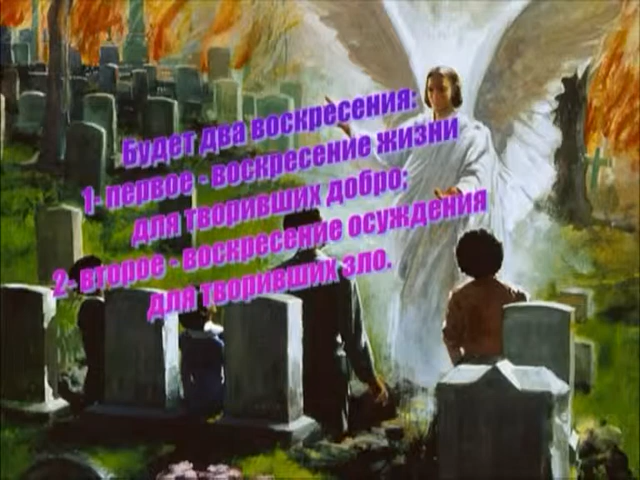 Будет два воскресения:
1- первое - воскресение жизни
для творивших добро;
2- второе - воскресение осуждения
для творивших зло.